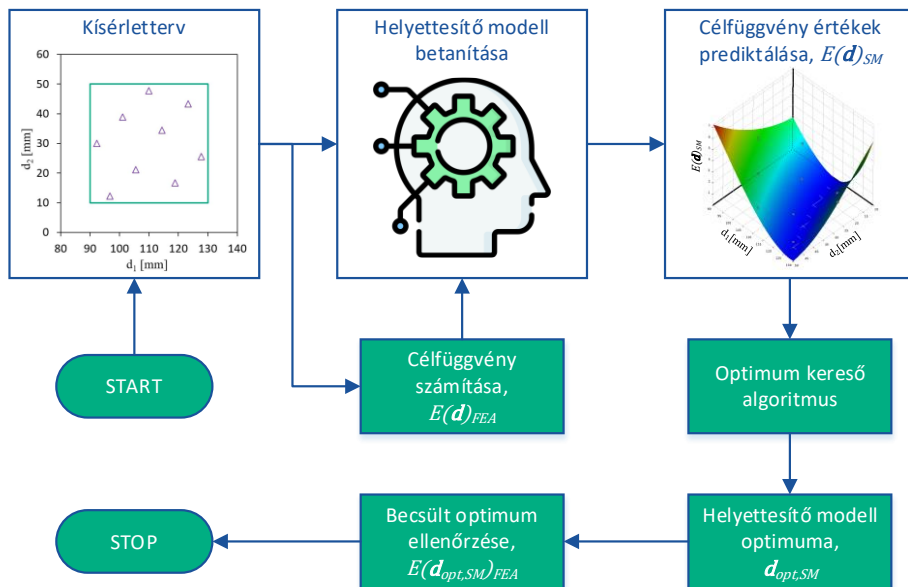 Kísérletterv
60
50
40
30
20
10
0
d₂ [mm]
80 90 100 110 120 130 140
d₁ [mm]
Helyettesítő modell
betanítása
Célfüggvény értékek
prediktálása, E(d)SM
E(d)SM
d₁[mm]
d₂[mm]
START
Célfüggvény
számítása,
E(d)FEA
Optimum kereső
algoritmus
STOP
Becsült optimum
ellenőrzése,
E(dopt,SM)FEA
Helyettesítő modell
optimuma,
dopt,SM